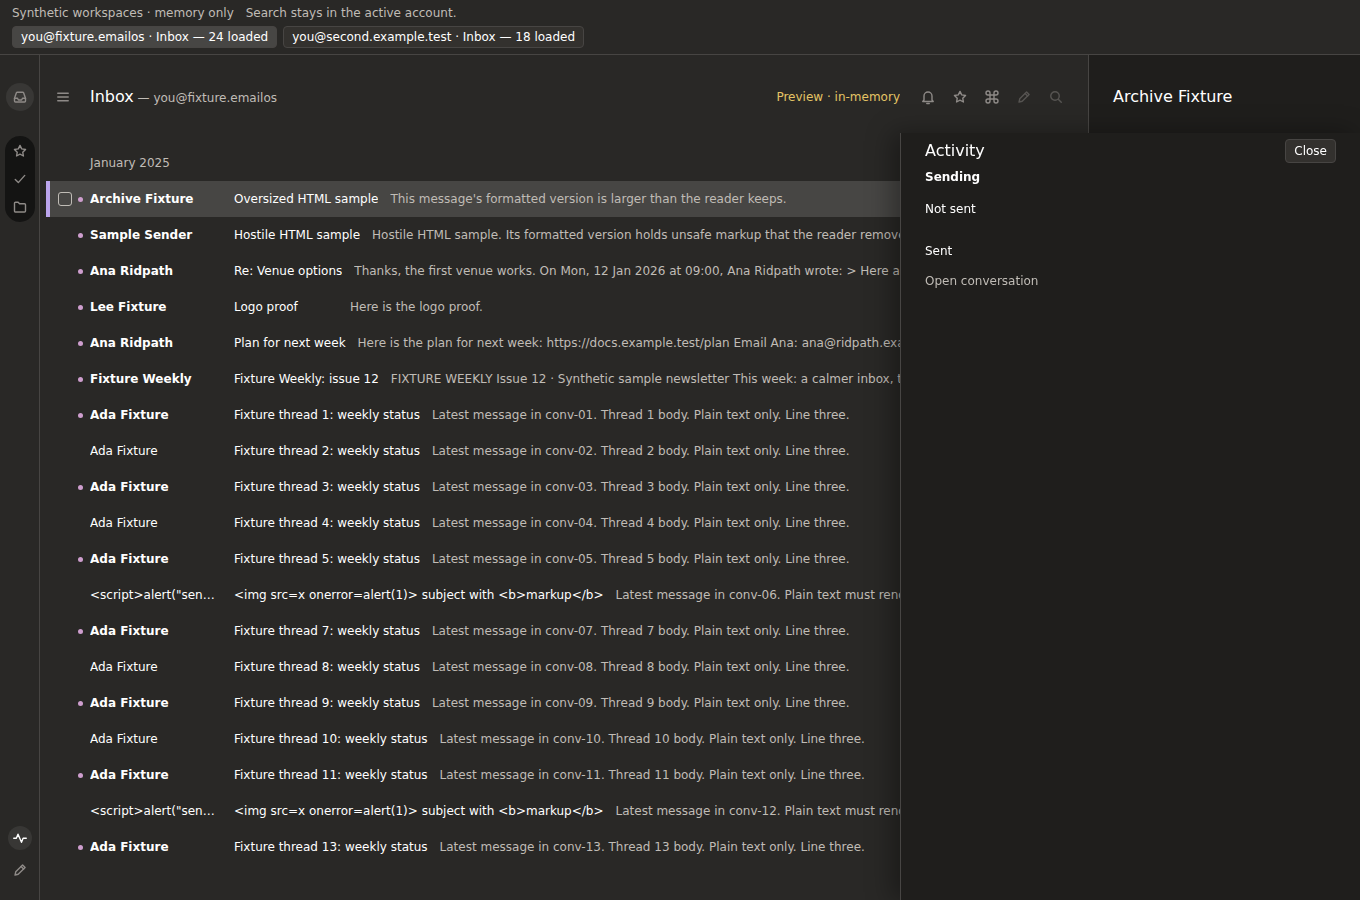 Synthetic workspaces · memory only Search stays in the active account.
you@fixture.emailos · Inbox — 24 loaded you@second.example.test · Inbox — 18 loaded
Inbox — you@fixture.emailos Preview · in-memory Archive Fixture
Activity Close
January 2025
Sending
Archive Fixture Oversized HTML sample This message's formatted version is larger than the reader keeps.
Not sent
Sample Sender Hostile HTML sample Hostile HTML sample. Its formatted version holds unsafe markup that the reader remove
Sent
Ana Ridpath Re: Venue options Thanks, the first venue works. On Mon, 12 Jan 2026 at 09:00, Ana Ridpath wrote: > Here a
Open conversation
Lee Fixture Logo proof Here is the logo proof.
Ana Ridpath Plan for next week Here is the plan for next week: https://docs.example.test/plan Email Ana: ana@ridpath.exa
Fixture Weekly Fixture Weekly: issue 12 FIXTURE WEEKLY Issue 12 · Synthetic sample newsletter This week: a calmer inbox, t
Ada Fixture Fixture thread 1: weekly status Latest message in conv-01. Thread 1 body. Plain text only. Line three.
Ada Fixture Fixture thread 2: weekly status Latest message in conv-02. Thread 2 body. Plain text only. Line three.
Ada Fixture Fixture thread 3: weekly status Latest message in conv-03. Thread 3 body. Plain text only. Line three.
Ada Fixture Fixture thread 4: weekly status Latest message in conv-04. Thread 4 body. Plain text only. Line three.
Ada Fixture Fixture thread 5: weekly status Latest message in conv-05. Thread 5 body. Plain text only. Line three.
<script>alert("sen… <img src=x onerror=alert(1)> subject with <b>markup</b> Latest message in conv-06. Plain text must ren
Ada Fixture Fixture thread 7: weekly status Latest message in conv-07. Thread 7 body. Plain text only. Line three.
Ada Fixture Fixture thread 8: weekly status Latest message in conv-08. Thread 8 body. Plain text only. Line three.
Ada Fixture Fixture thread 9: weekly status Latest message in conv-09. Thread 9 body. Plain text only. Line three.
Ada Fixture Fixture thread 10: weekly status Latest message in conv-10. Thread 10 body. Plain text only. Line three.
Ada Fixture Fixture thread 11: weekly status Latest message in conv-11. Thread 11 body. Plain text only. Line three.
<script>alert("sen… <img src=x onerror=alert(1)> subject with <b>markup</b> Latest message in conv-12. Plain text must ren
Ada Fixture Fixture thread 13: weekly status Latest message in conv-13. Thread 13 body. Plain text only. Line three.